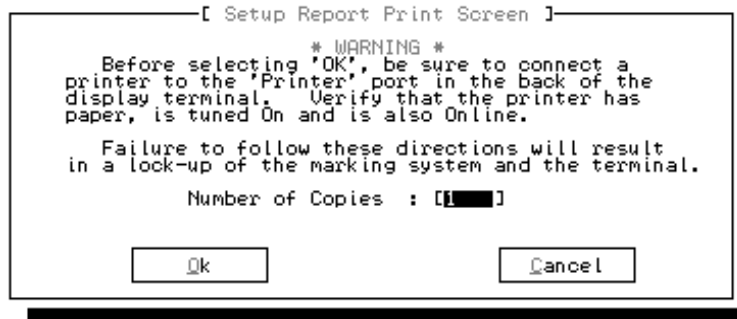 [ Setup Report Print Screen ]
* WARNING *
Before selecting 'OK', be sure to connect a
printer to the 'Printer' port in the back of the
display terminal. Verify that the printer has
paper, is tuned On and is also Online.
Failure to follow these directions will result
in a lock-up of the marking system and the terminal.
Number of Copies : [1 ]
Ok Cancel